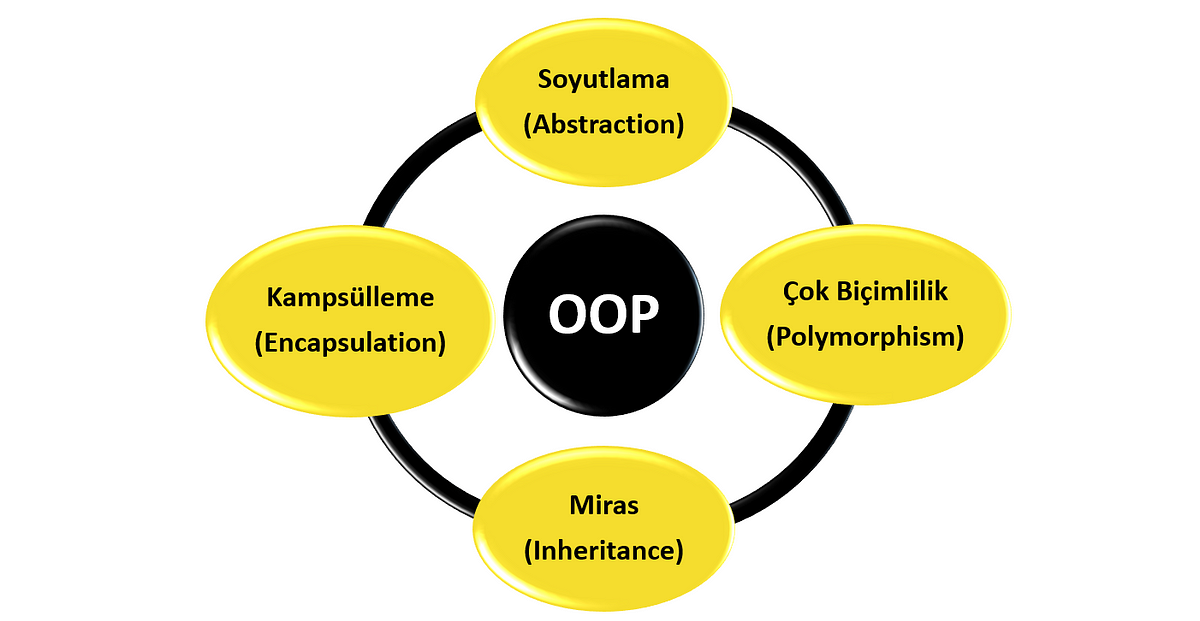 Soyutlama
(Abstraction)
Kampsülleme
(Encapsulation)
OOP
Çok Biçimlilik
(Polymorphism)
Miras
(Inheritance)